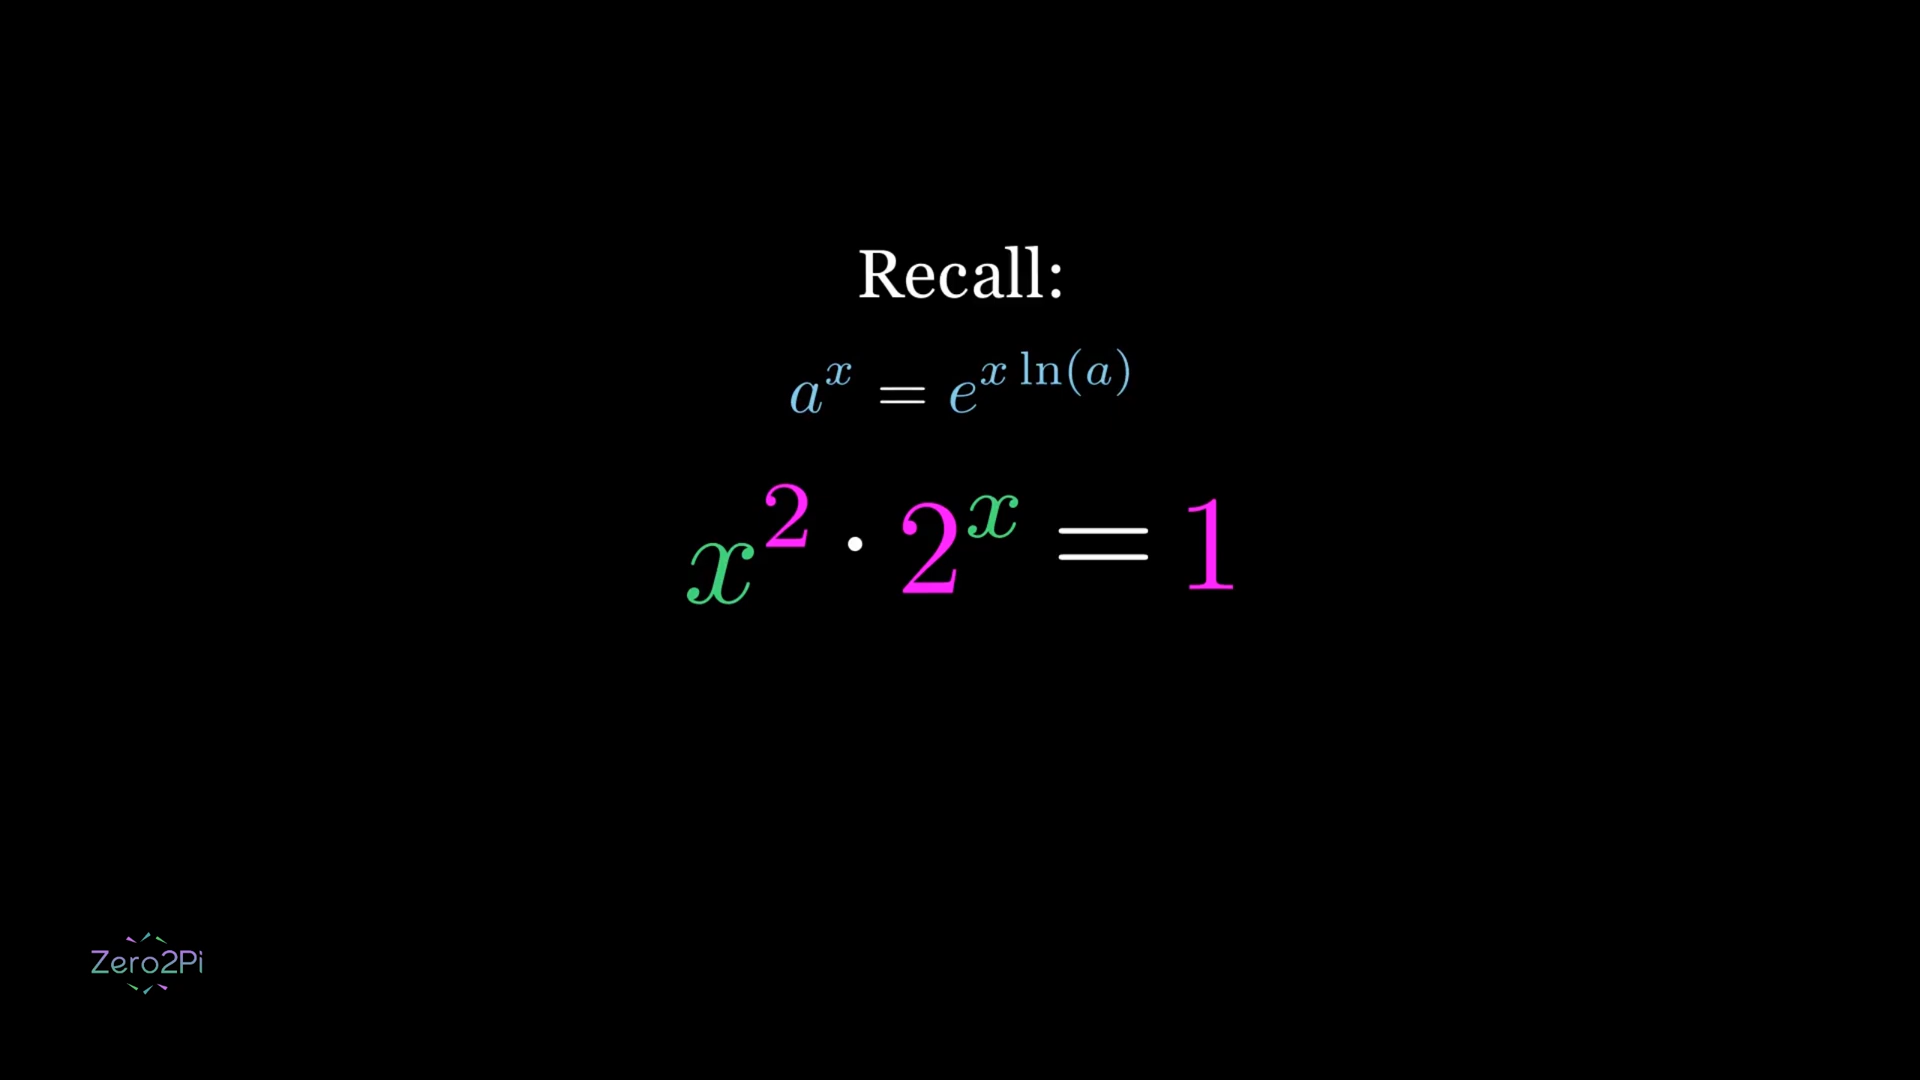 Recall:
a^x = e^{x ln(a)}
x^2 · 2^x = 1
Zero2Pi